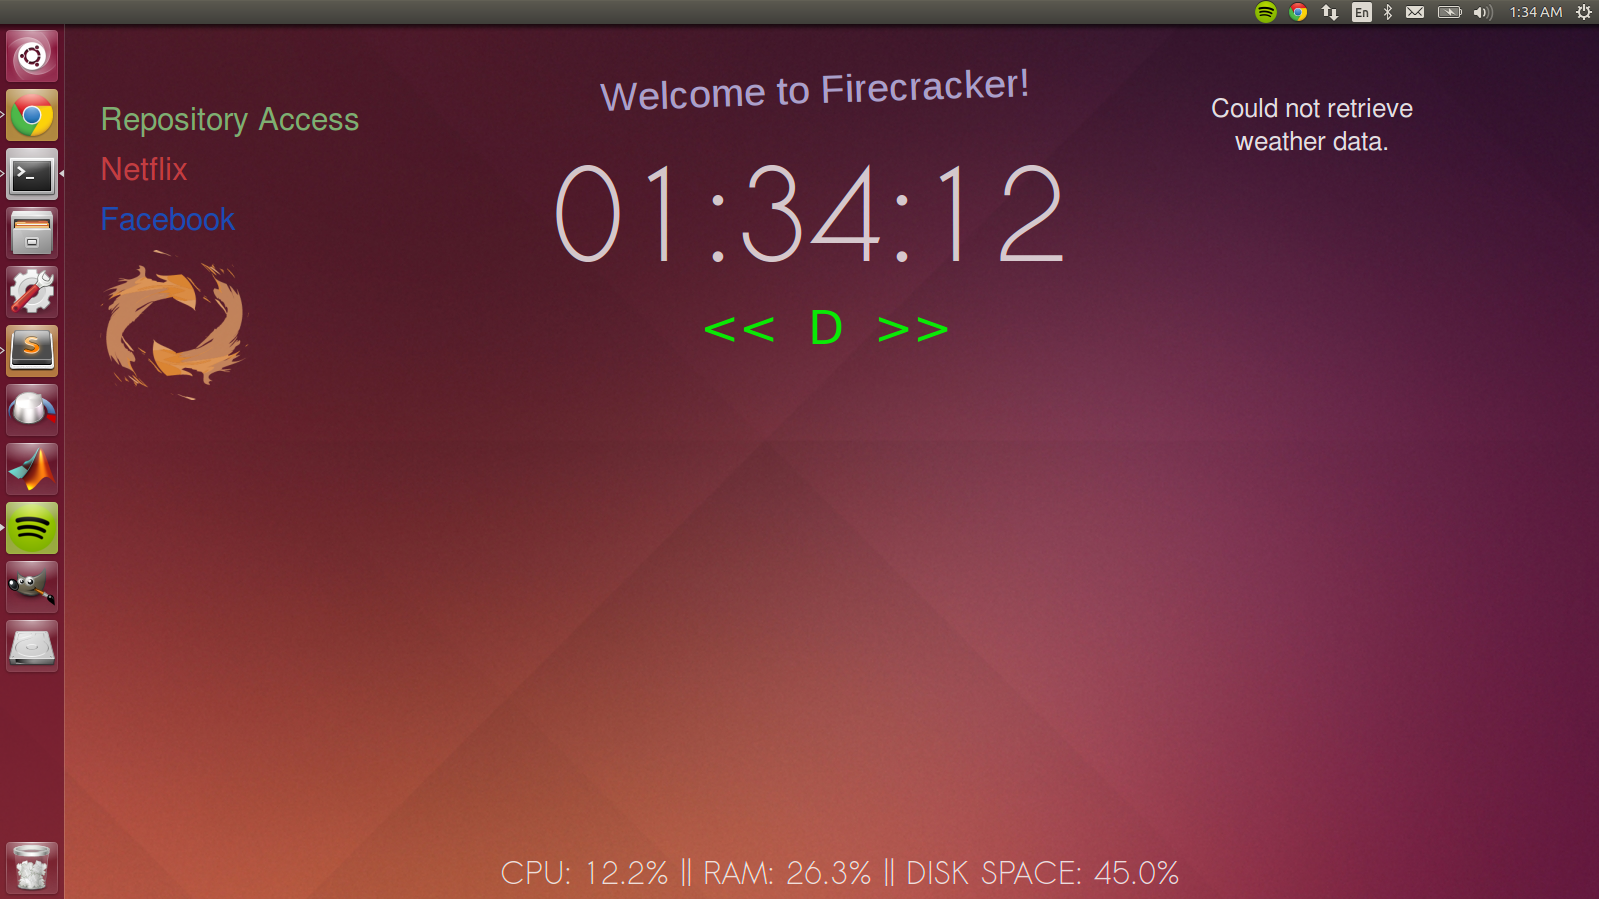 En 1:34 AM
Welcome to Firecracker!
Repository Access
Netflix
Facebook
Could not retrieve
weather data.
01:34:12
<< D >>
>_
S
CPU: 12.2% || RAM: 26.3% || DISK SPACE: 45.0%